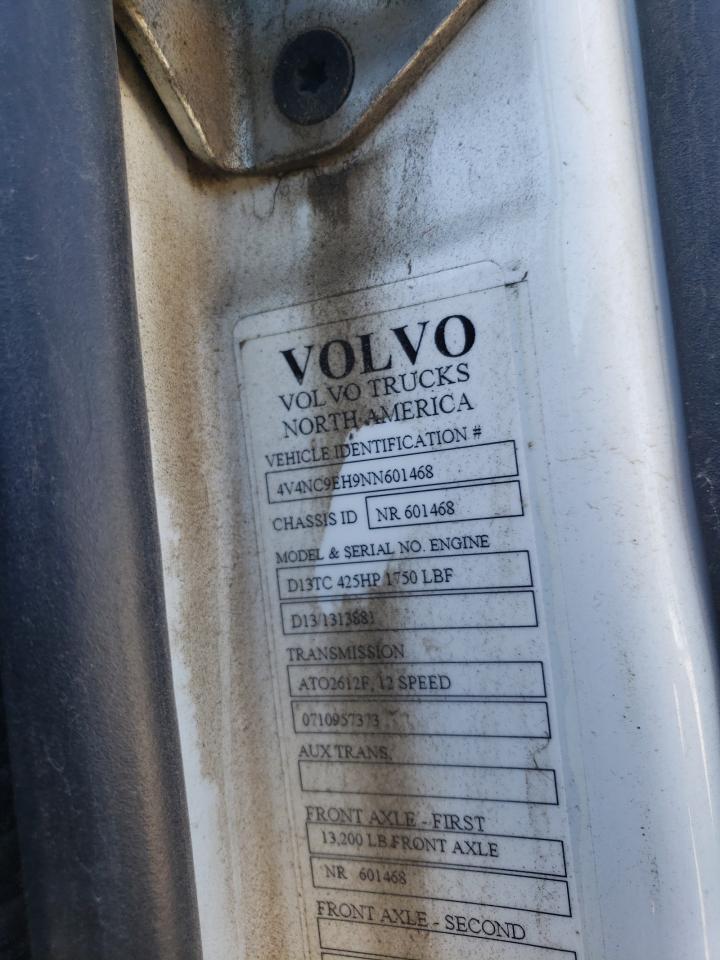 VOLVO
VOLVO TRUCKS
NORTH AMERICA
VEHICLE IDENTIFICATION #
4V4NC9EH9NN601468
CHASSIS ID NR 601468
MODEL & SERIAL NO. ENGINE
D13TC 425HP 1750 LBF
D13/1313881
TRANSMISSION
ATO2612F, 12 SPEED
0710957373
AUX TRANS.
FRONT AXLE - FIRST
13,200 LB.FRONT AXLE
NR 601468
FRONT AXLE - SECOND